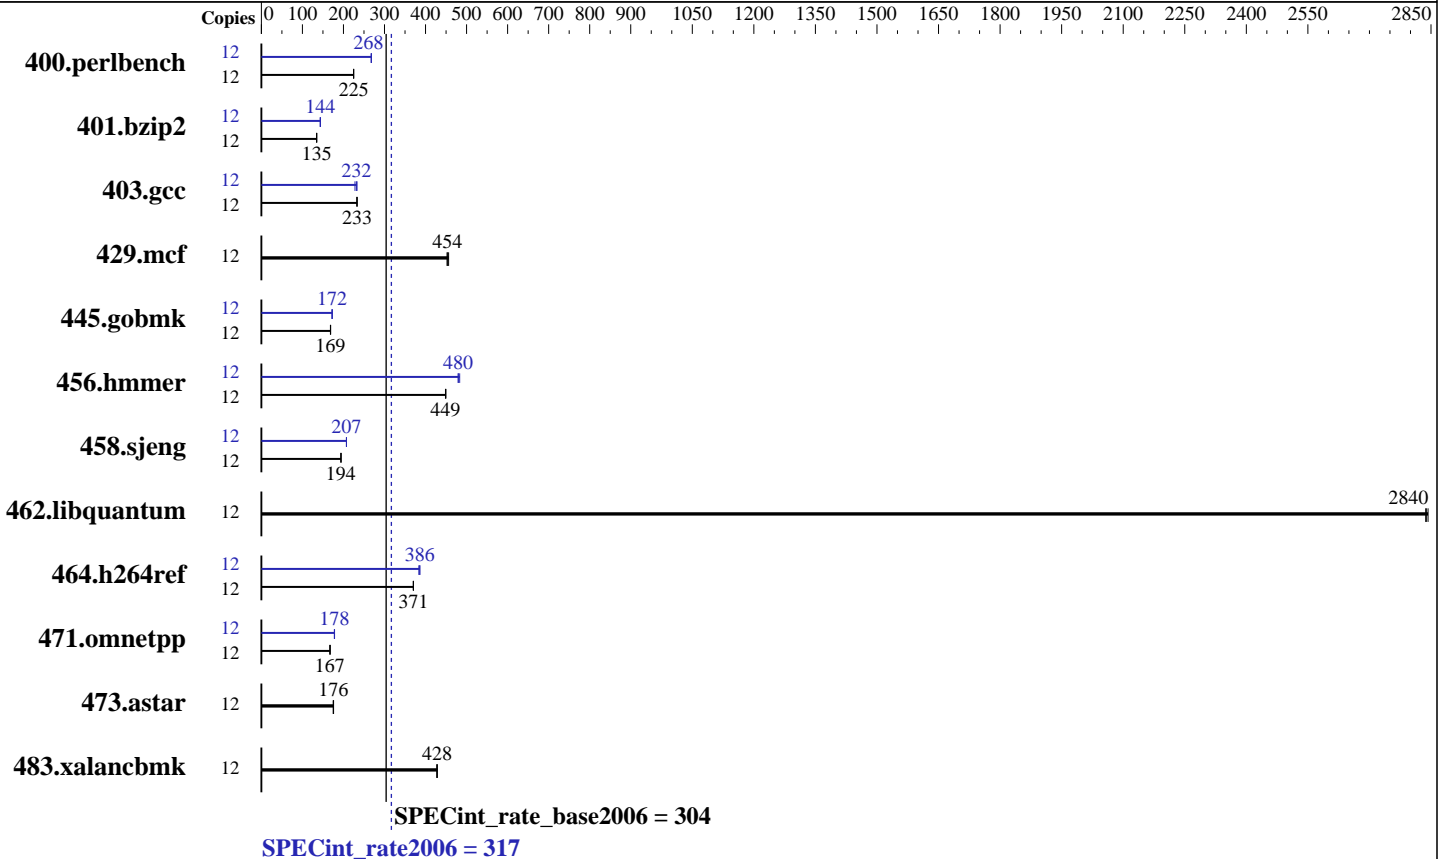 Copies 0 100 200 300 400 500 600 700 800 900 1050 1200 1350 1500 1650 1800 1950 2100 2250 2400 2550 2850
400.perlbench 12 268
12 225
401.bzip2 12 144
12 135
403.gcc 12 232
12 233
429.mcf 12 454
445.gobmk 12 172
12 169
456.hmmer 12 480
12 449
458.sjeng 12 207
12 194
462.libquantum 12 2840
464.h264ref 12 386
12 371
471.omnetpp 12 178
12 167
473.astar 12 176
483.xalancbmk 12 428
SPECint_rate_base2006 = 304
SPECint_rate2006 = 317